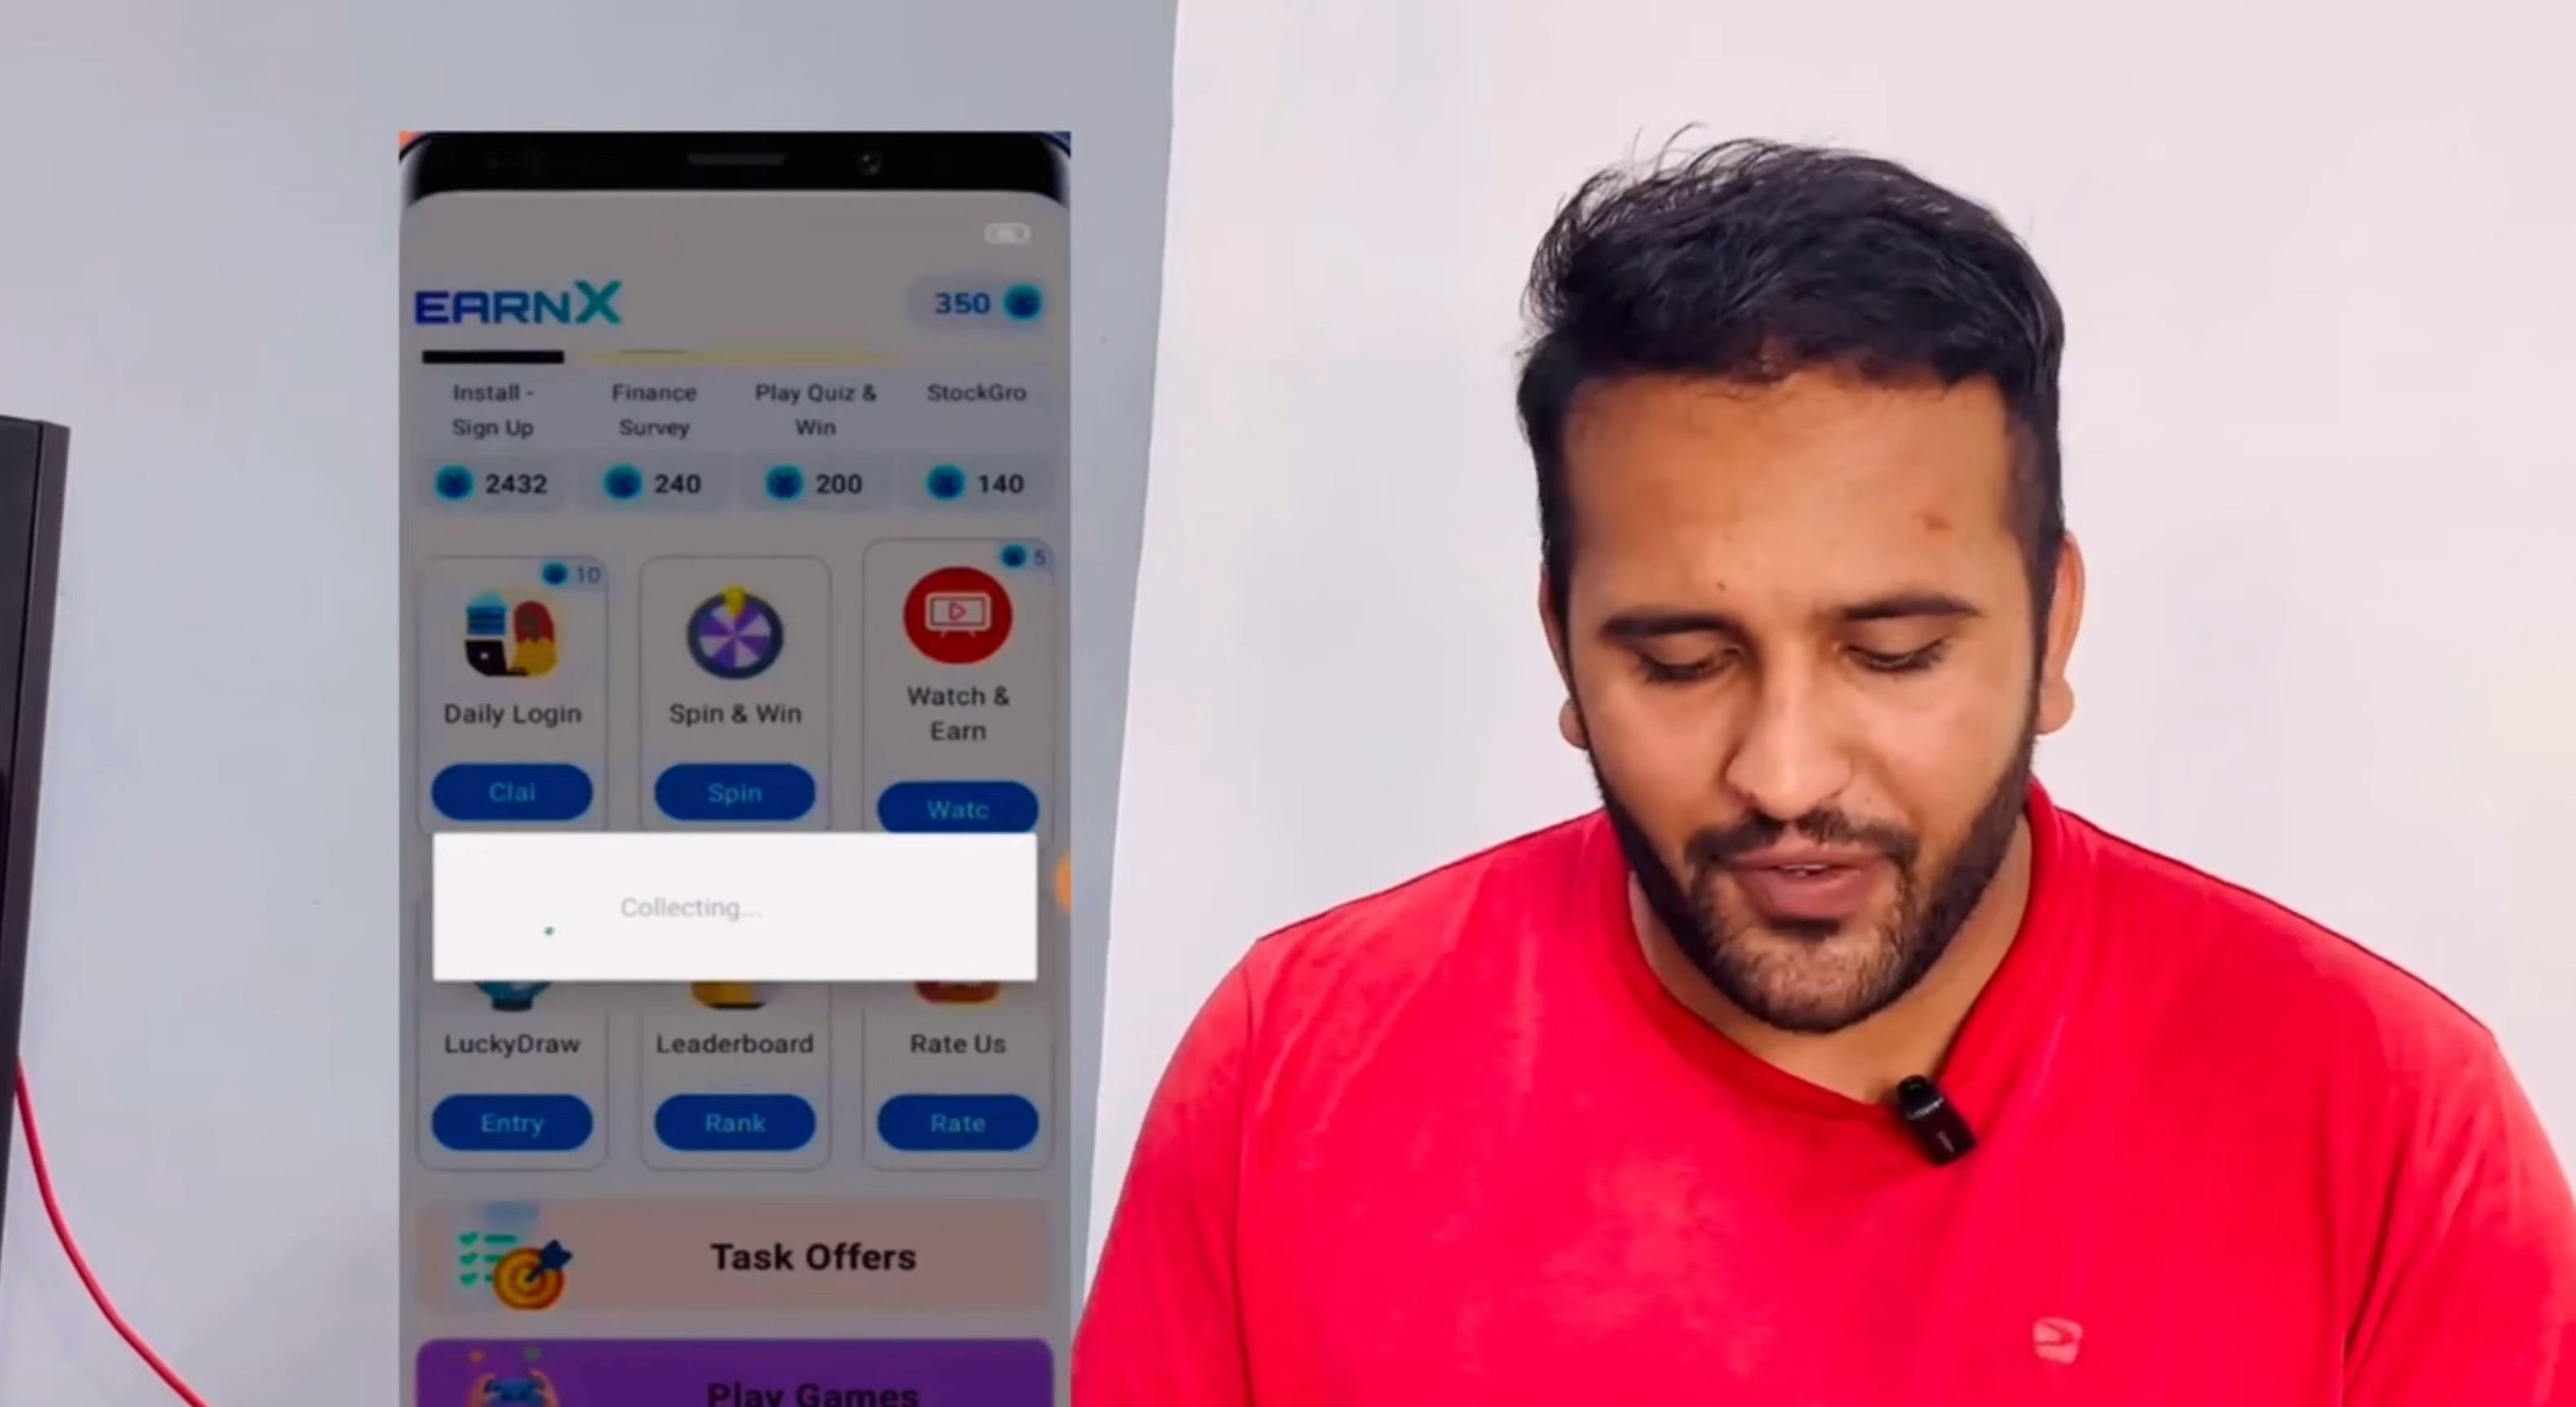 EARNX
350
Install -
Sign Up
Finance
Survey
Play Quiz &
Win
StockGro
2432
240
200
140
10
5
Daily Login
Spin & Win
Watch &
Earn
Clai
Spin
Watc
Collecting...
LuckyDraw
Leaderboard
Rate Us
Entry
Rank
Rate
Task Offers
Play Games